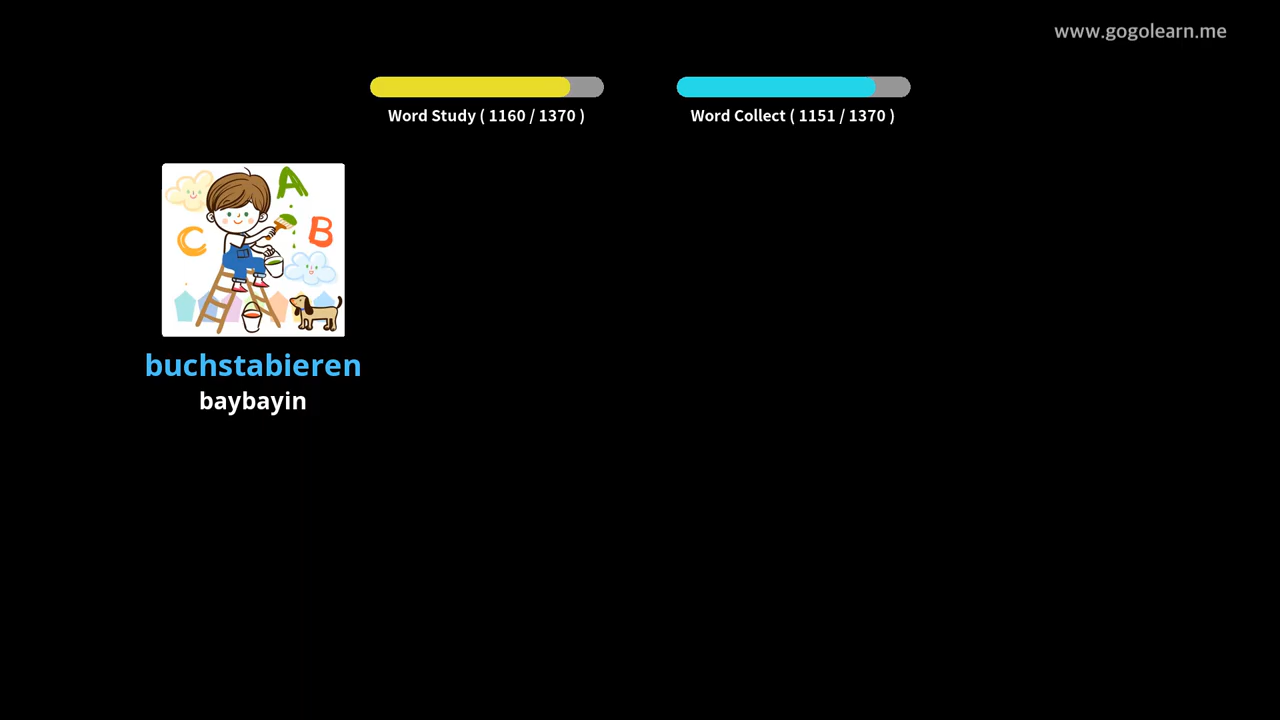 www.gogolearn.me
Word Study ( 1160 / 1370 )
Word Collect ( 1151 / 1370 )
A
B
C
buchstabieren
baybayin